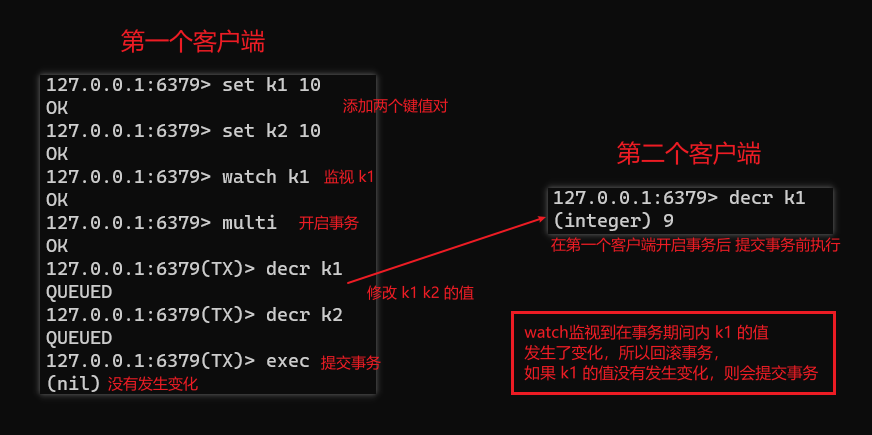 第一个客户端
127.0.0.1:6379> set k1 10
OK
添加两个键值对
127.0.0.1:6379> set k2 10
OK
127.0.0.1:6379> watch k1 监视 k1
OK
127.0.0.1:6379> multi 开启事务
OK
127.0.0.1:6379(TX)> decr k1
QUEUED
修改 k1 k2 的值
127.0.0.1:6379(TX)> decr k2
QUEUED
127.0.0.1:6379(TX)> exec 提交事务
(nil) 没有发生变化
第二个客户端
127.0.0.1:6379> decr k1
(integer) 9
在第一个客户端开启事务后 提交事务前执行
watch监视到在事务期间内 k1 的值
发生了变化，所以回滚事务，
如果 k1 的值没有发生变化，则会提交事务